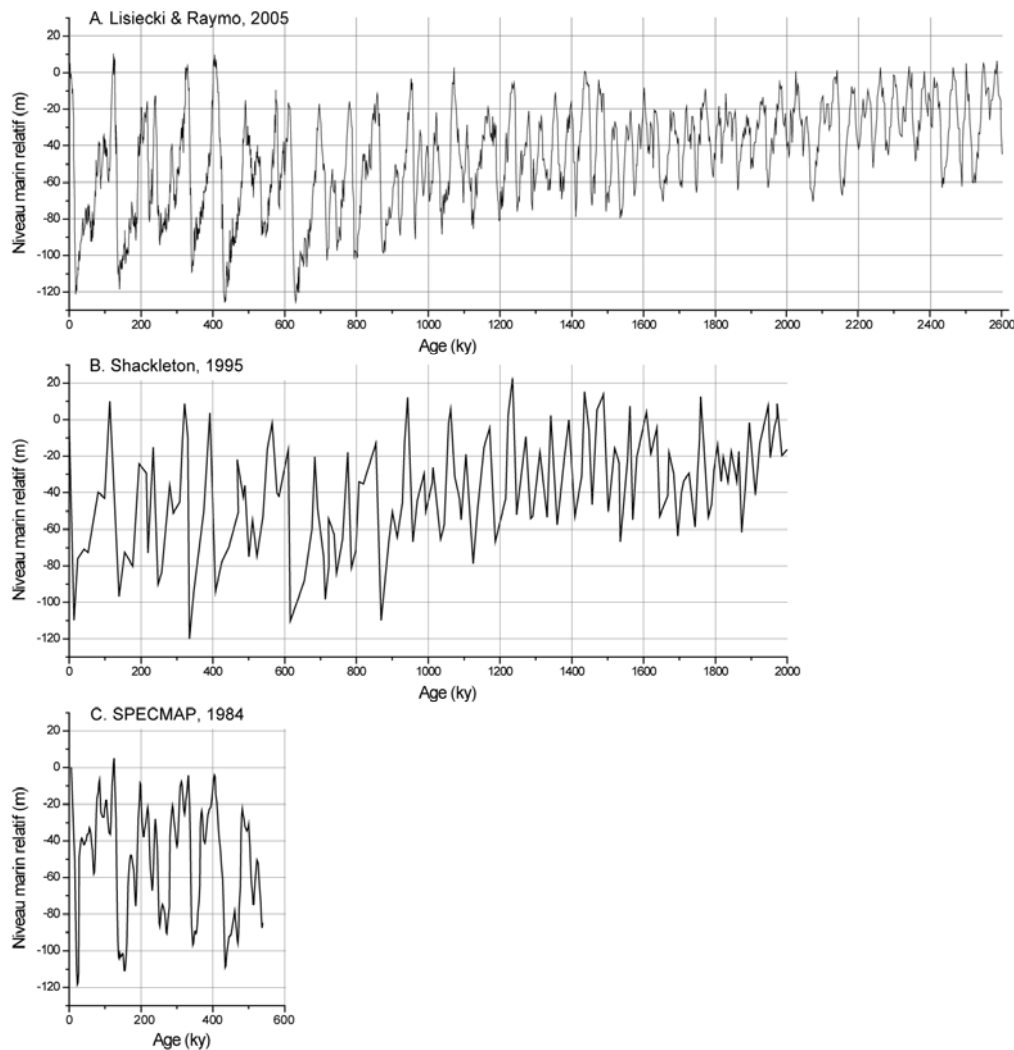 A. Lisiecki & Raymo, 2005
Niveau marin relatif (m)
20
0
-20
-40
-60
-80
-100
-120
0 200 400 600 800 1000 1200 1400 1600 1800 2000 2200 2400 2600
Age (ky)
B. Shackleton, 1995
Niveau marin relatif (m)
20
0
-20
-40
-60
-80
-100
-120
0 200 400 600 800 1000 1200 1400 1600 1800 2000
Age (ky)
C. SPECMAP, 1984
Niveau marin relatif (m)
20
0
-20
-40
-60
-80
-100
-120
0 200 400 600
Age (ky)